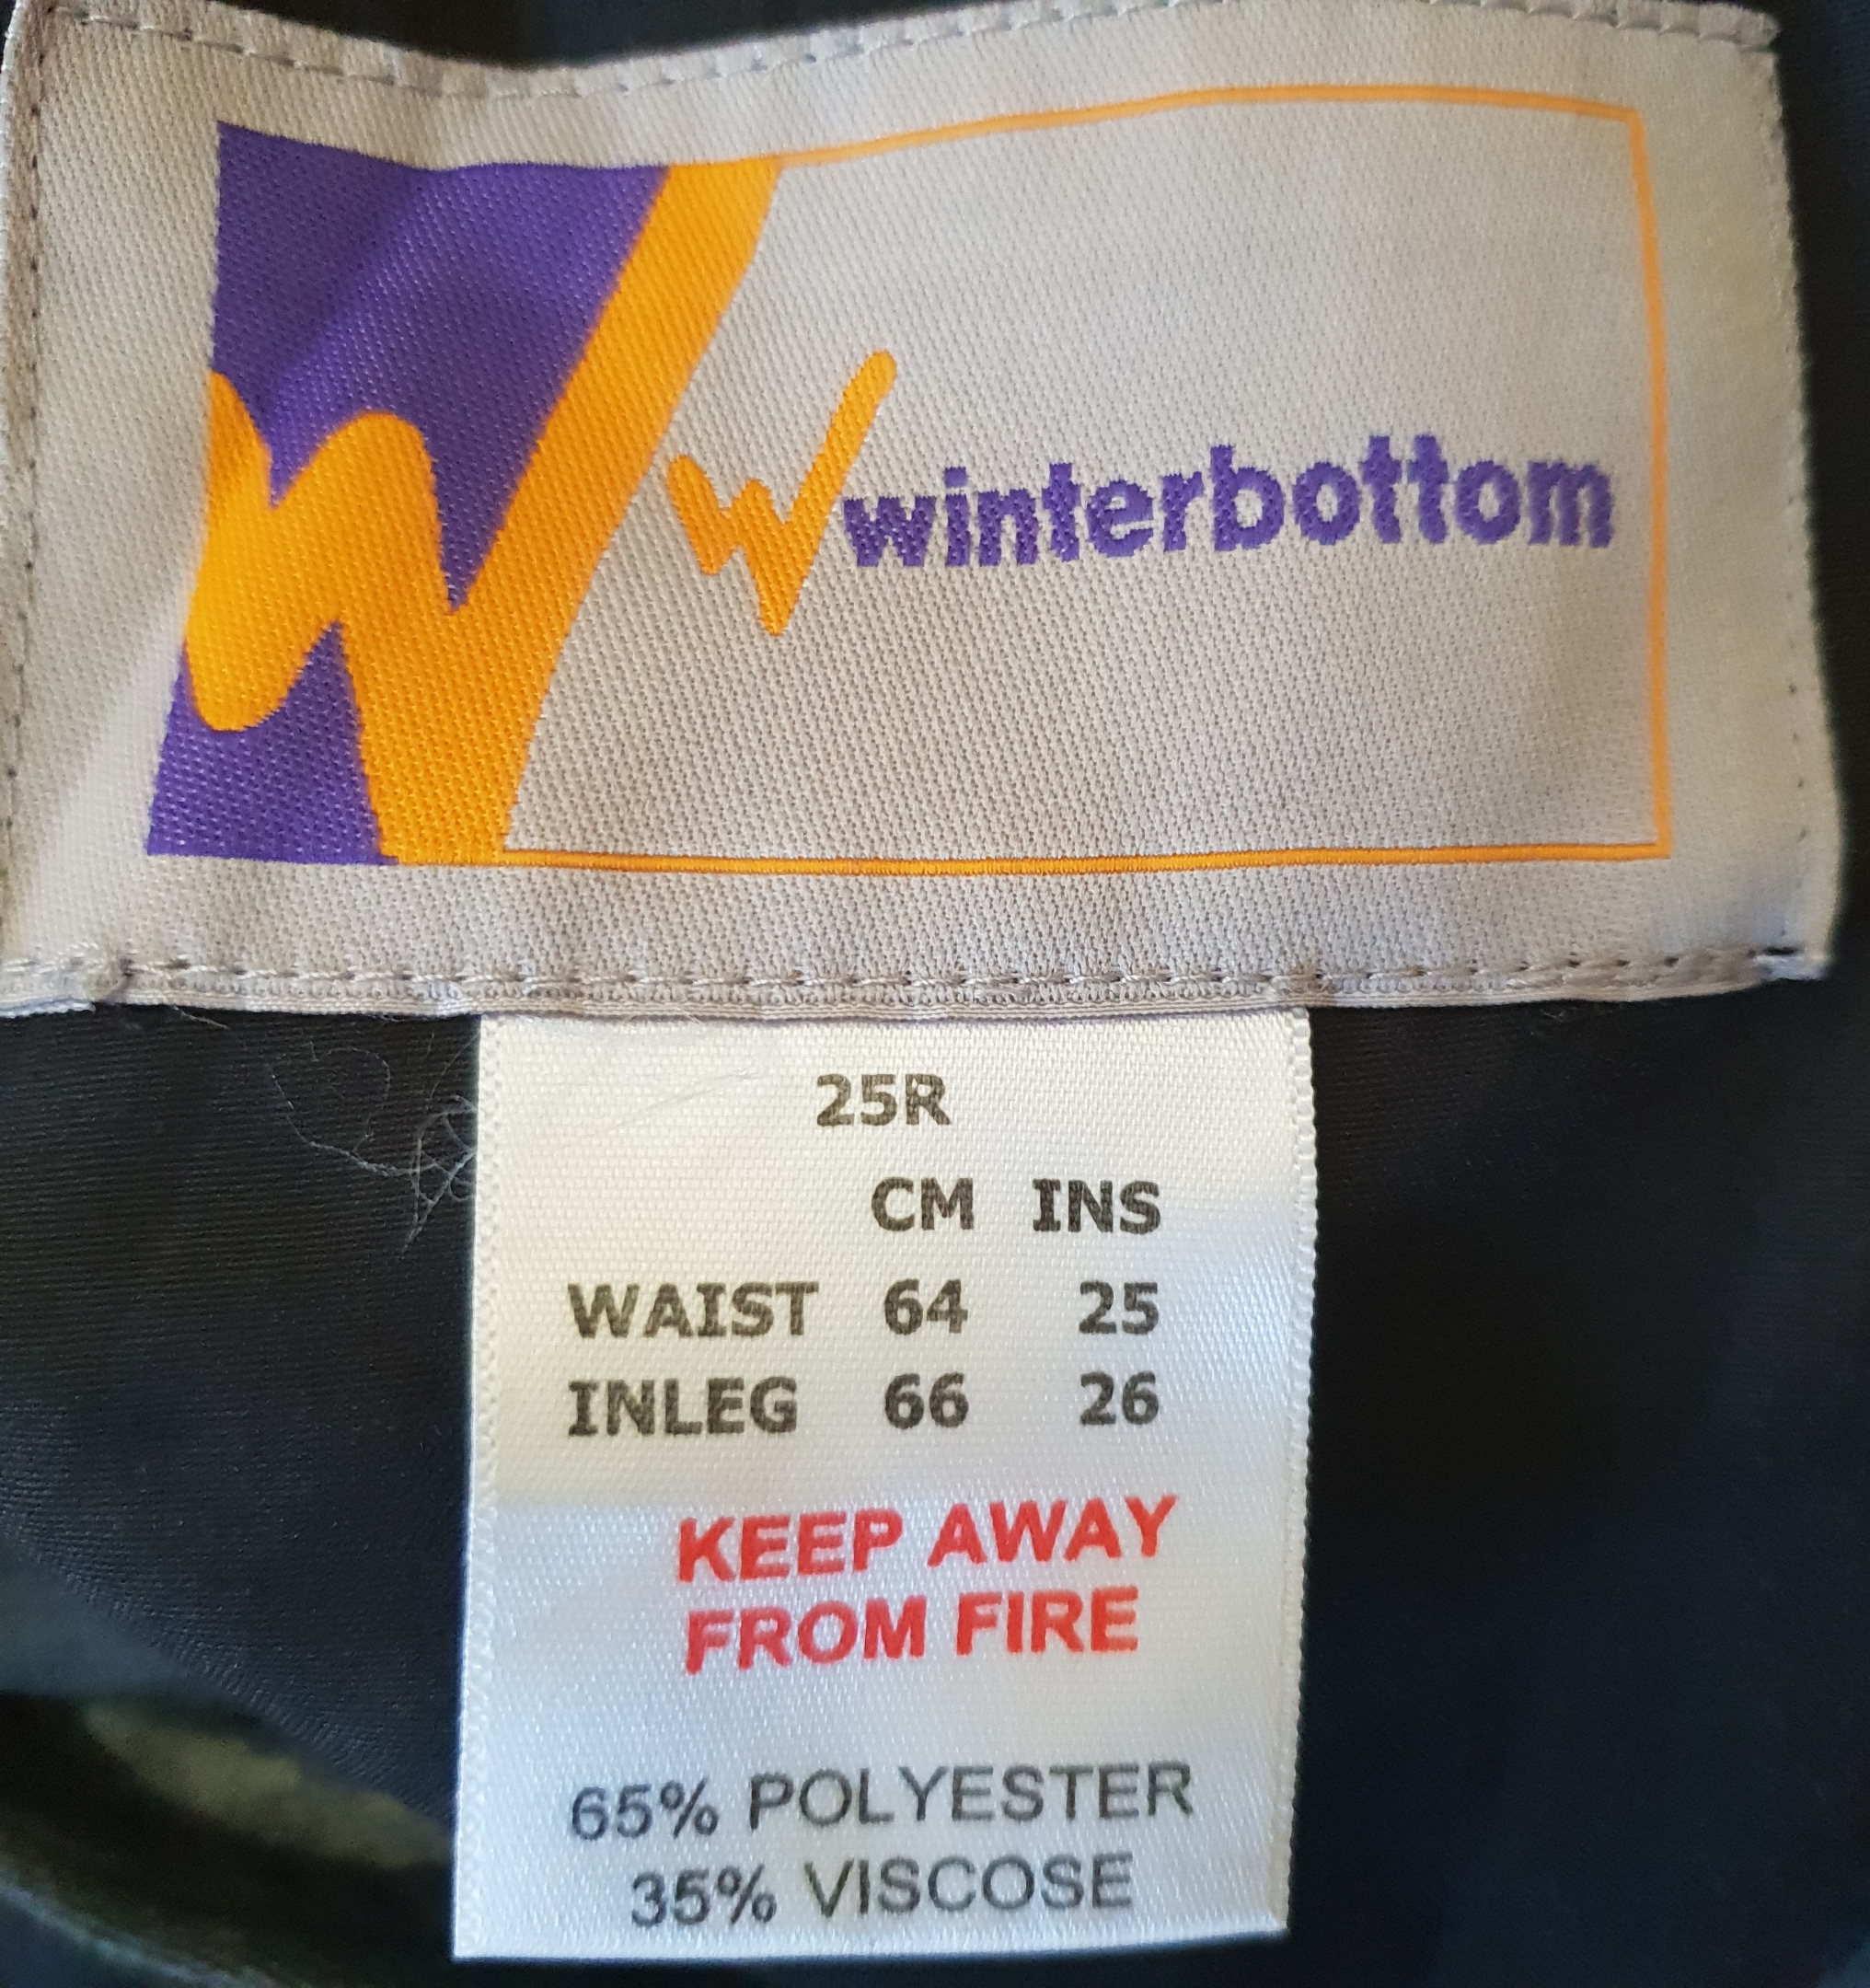 W winterbottom
25R
CM INS
WAIST 64 25
INLEG 66 26
KEEP AWAY
FROM FIRE
65% POLYESTER
35% VISCOSE